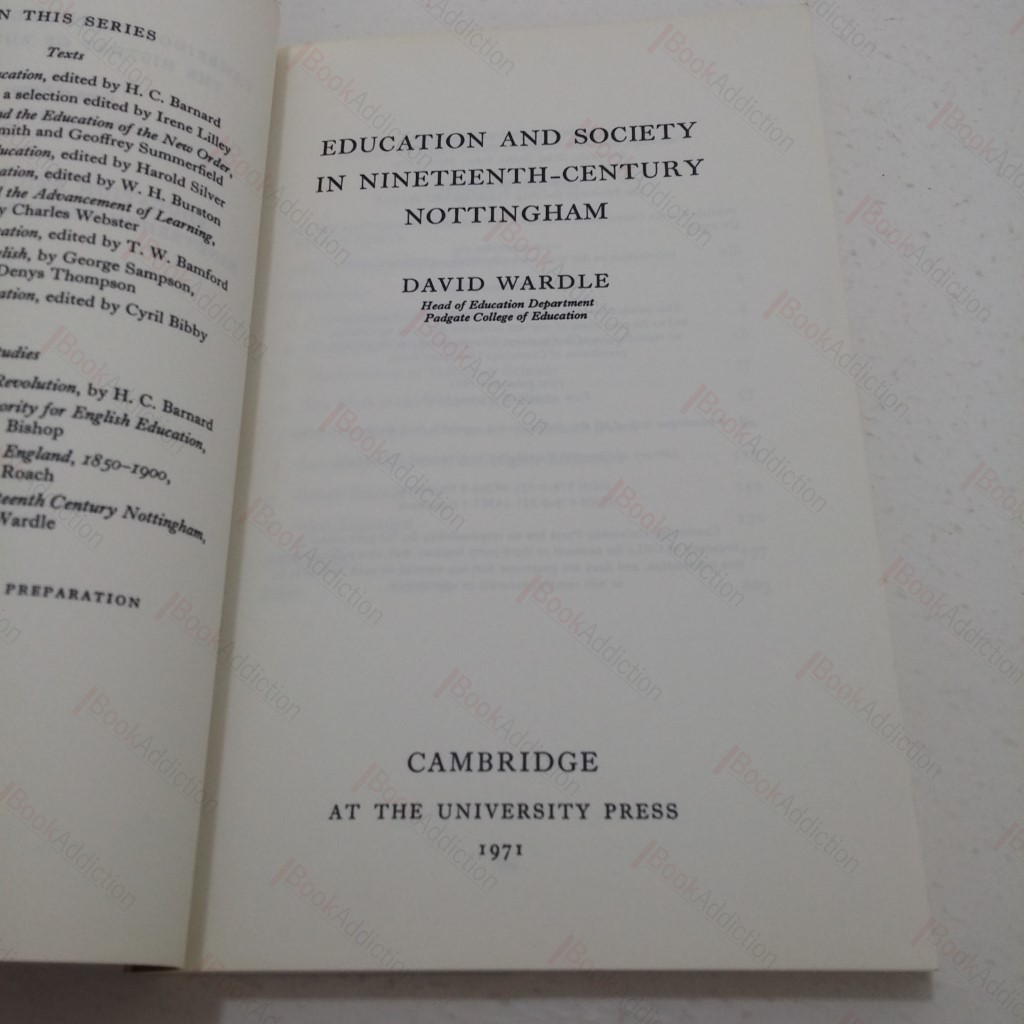 N THIS SERIES
Texts
cation, edited by H. C. Barnard
a selection edited by Irene Lilley
d the Education of the New Order,
mith and Geoffrey Summerfield
ucation, edited by Harold Silver
ation, edited by W. H. Burston
the Advancement of Learning,
y Charles Webster
ation, edited by T. W. Bamford
lish, by George Sampson,
Denys Thompson
ation, edited by Cyril Bibby
tudies
Revolution, by H. C. Barnard
ority for English Education,
Bishop
England, 1850–1900,
Roach
teenth Century Nottingham,
Wardle
PREPARATION
EDUCATION AND SOCIETY
IN NINETEENTH-CENTURY
NOTTINGHAM
DAVID WARDLE
Head of Education Department
Padgate College of Education
CAMBRIDGE
AT THE UNIVERSITY PRESS
1971
BookAddiction